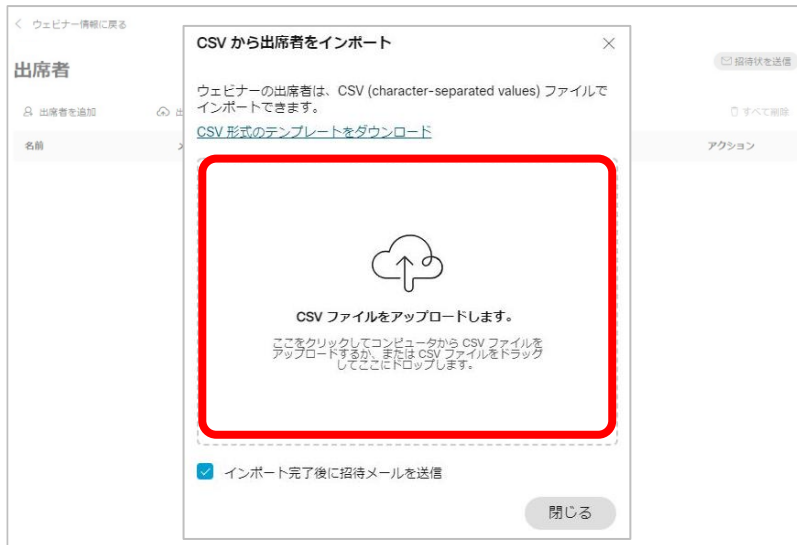 ウェビナー情報に戻る
出席者
招待状を送信
出席者を追加
出
すべて削除
名前
アクション
CSV から出席者をインポート
ウェビナーの出席者は、CSV (character-separated values) ファイルで
インポートできます。
CSV 形式のテンプレートをダウンロード
CSV ファイルをアップロードします。
ここをクリックしてコンピュータから CSV ファイルを
アップロードするか、または CSV ファイルをドラッグ
してここにドロップします。
インポート完了後に招待メールを送信
閉じる